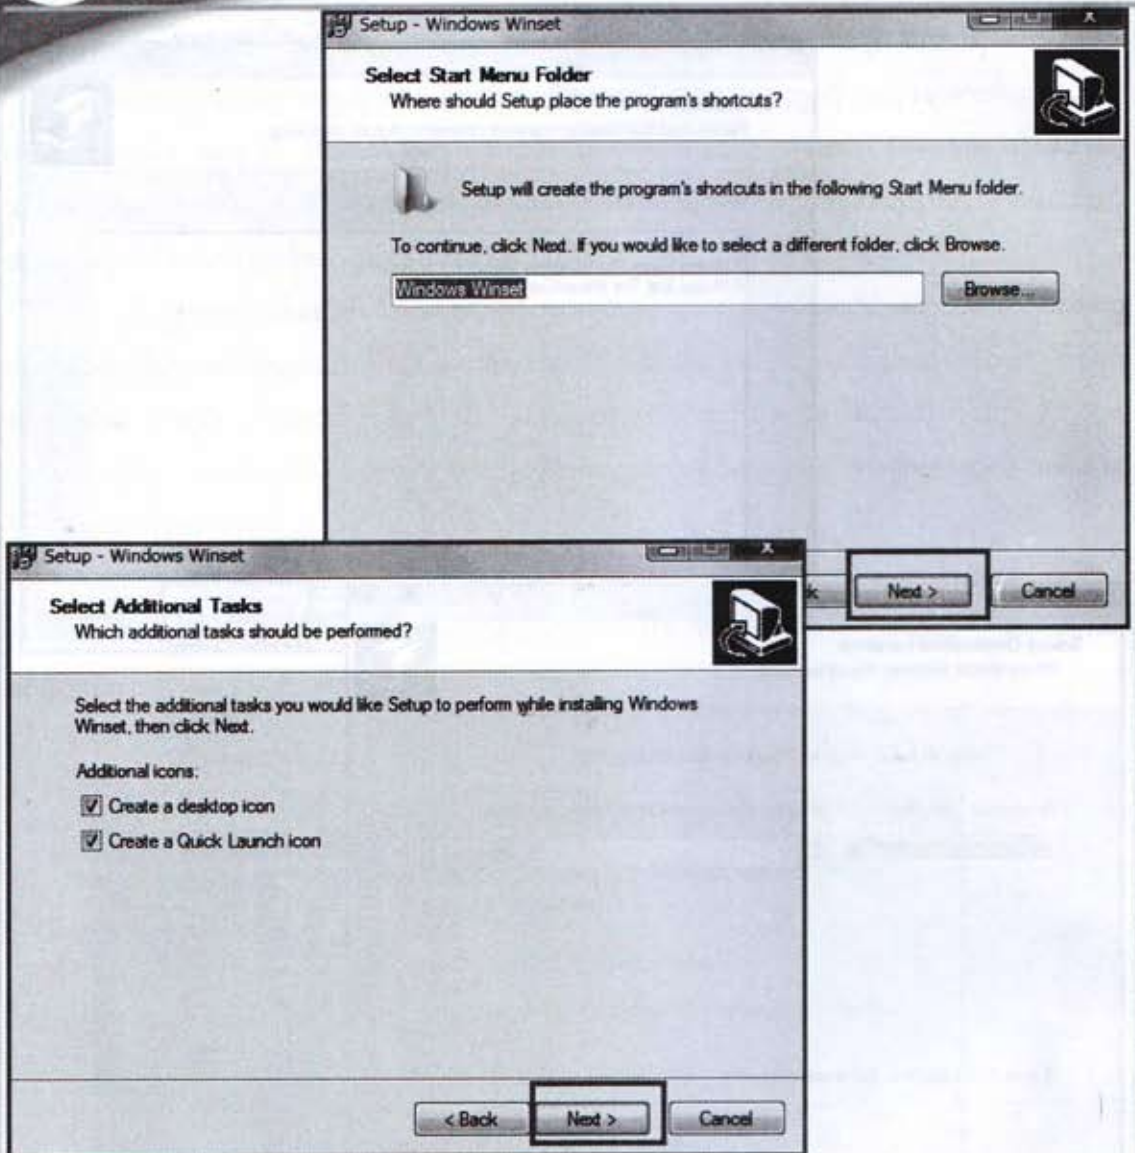 Setup - Windows Winset
Select Start Menu Folder
Where should Setup place the program's shortcuts?
Setup will create the program's shortcuts in the following Start Menu folder.
To continue, click Next. If you would like to select a different folder, click Browse.
Windows Winset
Browse...
Next >
Cancel
Setup - Windows Winset
Select Additional Tasks
Which additional tasks should be performed?
Select the additional tasks you would like Setup to perform while installing Windows
Winset, then click Next.
Additional icons:
Create a desktop icon
Create a Quick Launch icon
< Back
Next >
Cancel